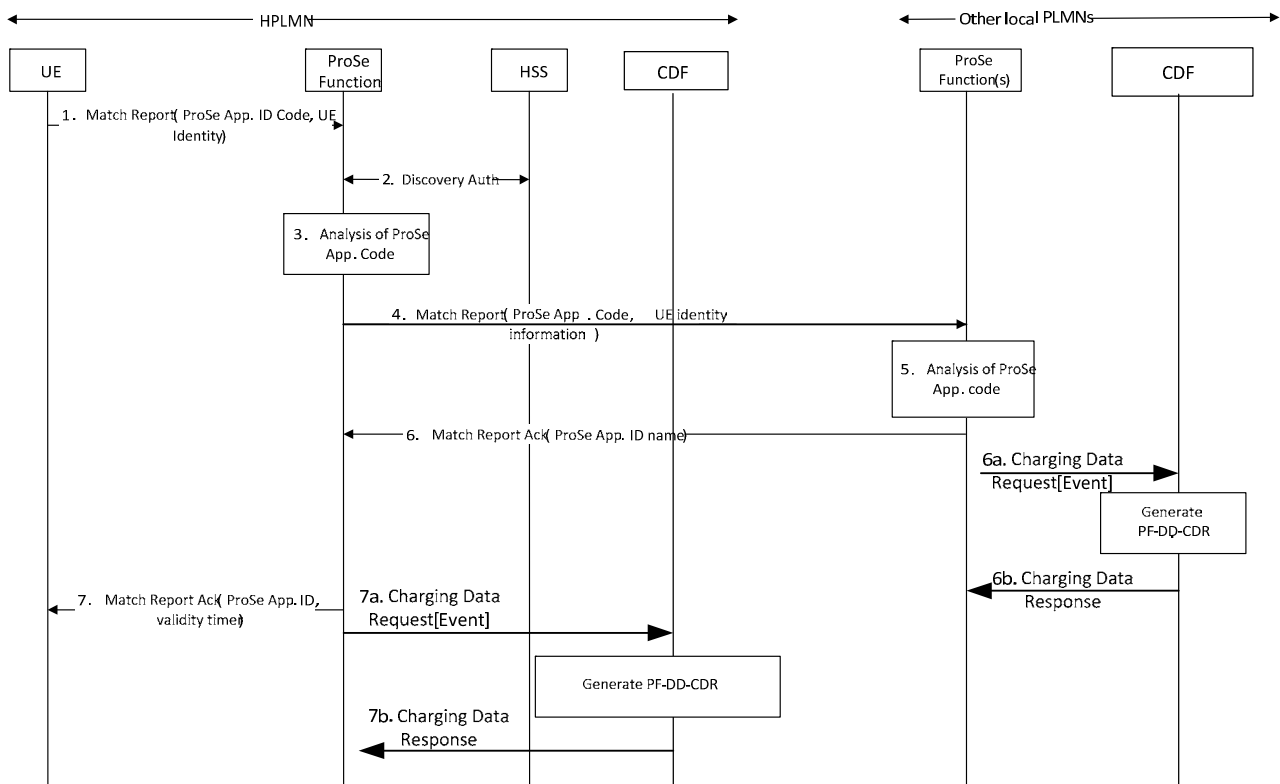 HPLMN
Other local PLMNs
UE
ProSe
Function
HSS
CDF
ProSe
Function(s)
CDF
1. Match Report( ProSe App. ID Code, UE
Identity)
2. Discovery Auth
3. Analysis of ProSe
App. Code
4. Match Report( ProSe App . Code, UE identity
information )
5. Analysis of ProSe
App. code
6. Match Report Ack( ProSe App. ID name)
6a. Charging Data
Request[Event]
Generate
PF-DD-CDR
6b. Charging Data
Response
7. Match Report Ack( ProSe App. ID,
validity timer)
7a. Charging Data
Request[Event]
Generate PF-DD-CDR
7b. Charging Data
Response